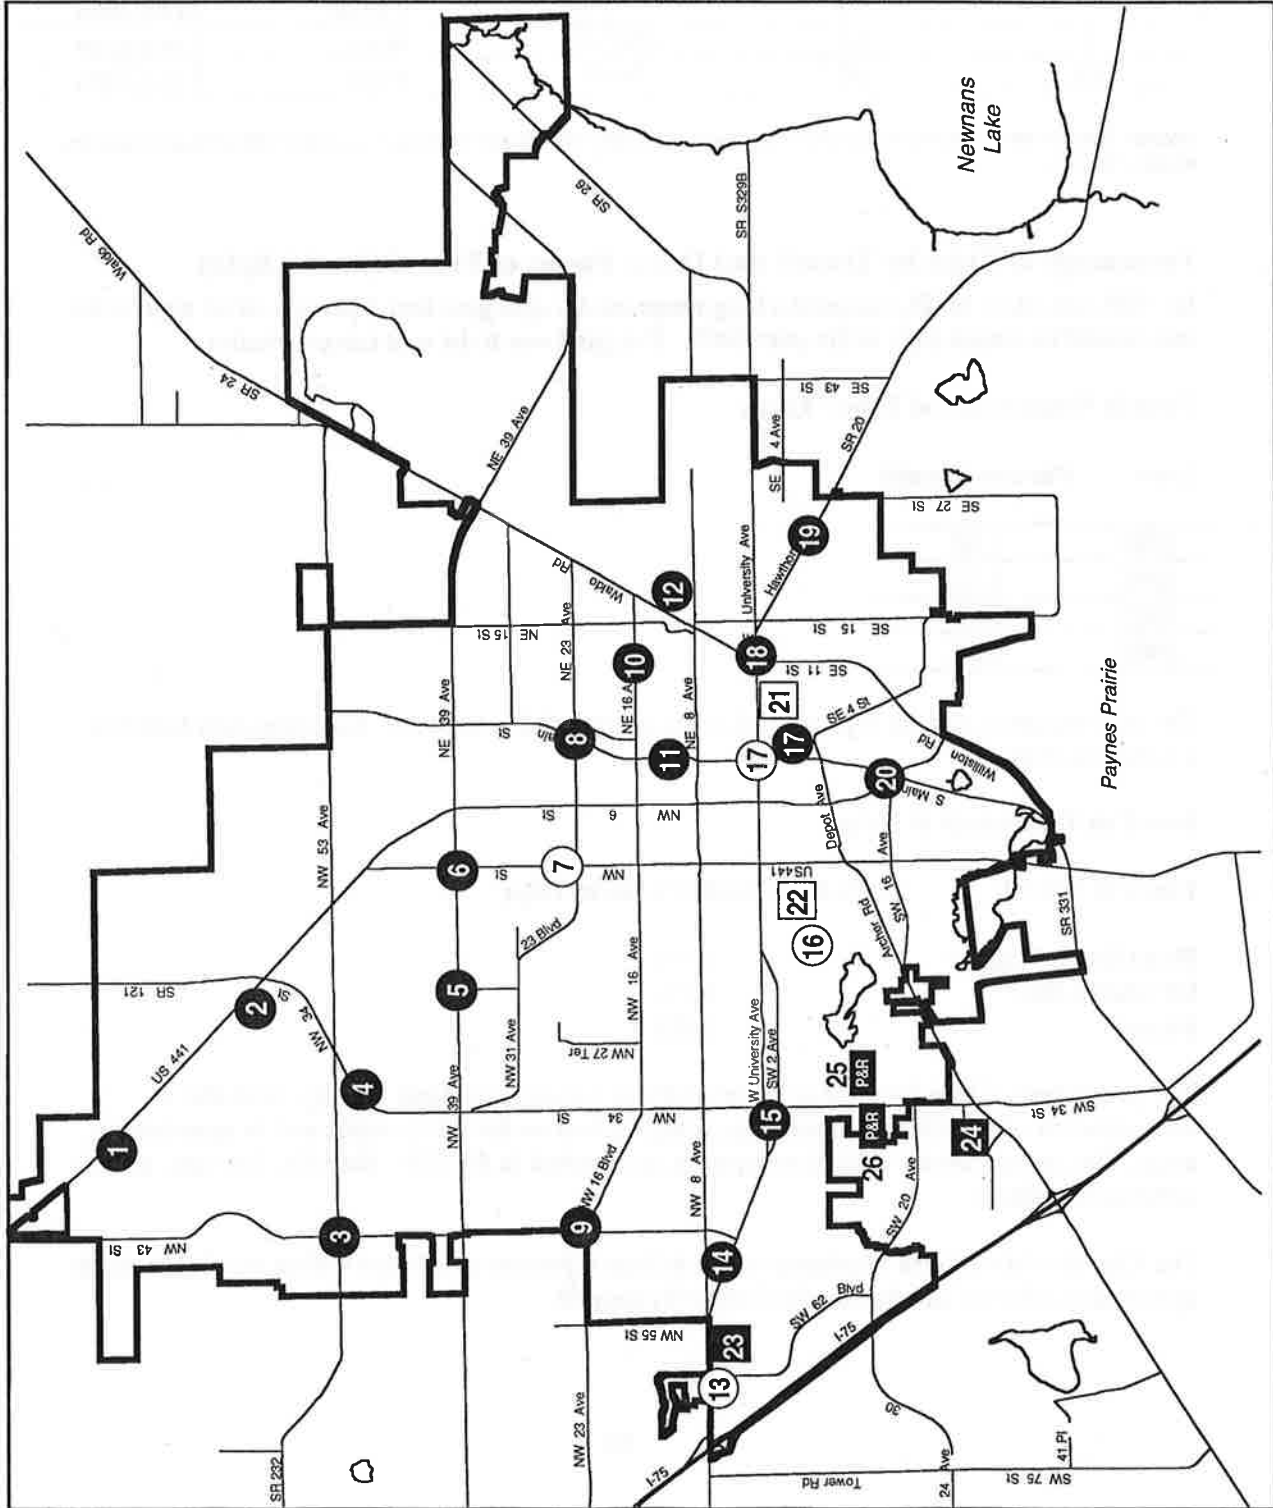 Newnans
Lake
Paynes Prairie
Waldo Rd
SR 24
SR 26
SR S329B
NE 39 Ave
SE 43 St
SE 4 Ave
SR 20
SE 27 St
Hawthorn
University Ave
Waldo Rd
NE 15 St
SE 15 St
NE 23 Ave
NE 39 Ave
NE 16 A
NE 8 Ave
SE 11 St
SE 4 St
St
Williston Rd
S Main
Depot Ave
NW 53 Ave
NW 6 St
NW St
US441
SW 16 Ave
Archer Rd
SR 331
SR 121
US 441
NW 34 St
23 Blvd
NW 31 Ave
NW 27 Ter
NW 16 Ave
W University Ave
SW 2 Ave
NW 39 Ave
NW 34 St
SW 34 St
NW 16 Blvd
NW 8 Ave
SW 20 Ave
NW 43 St
NW 55 St
SW 62 Blvd
I-75
NW 23 Ave
SR 232
I-75
Tower Rd
SW 75 St
24 Ave
41 Pl
30
1
2
3
4
5
6
7
8
9
10
11
12
13
14
15
16
17
17
18
19
20
21
22
23
24
25
P&R
26
P&R